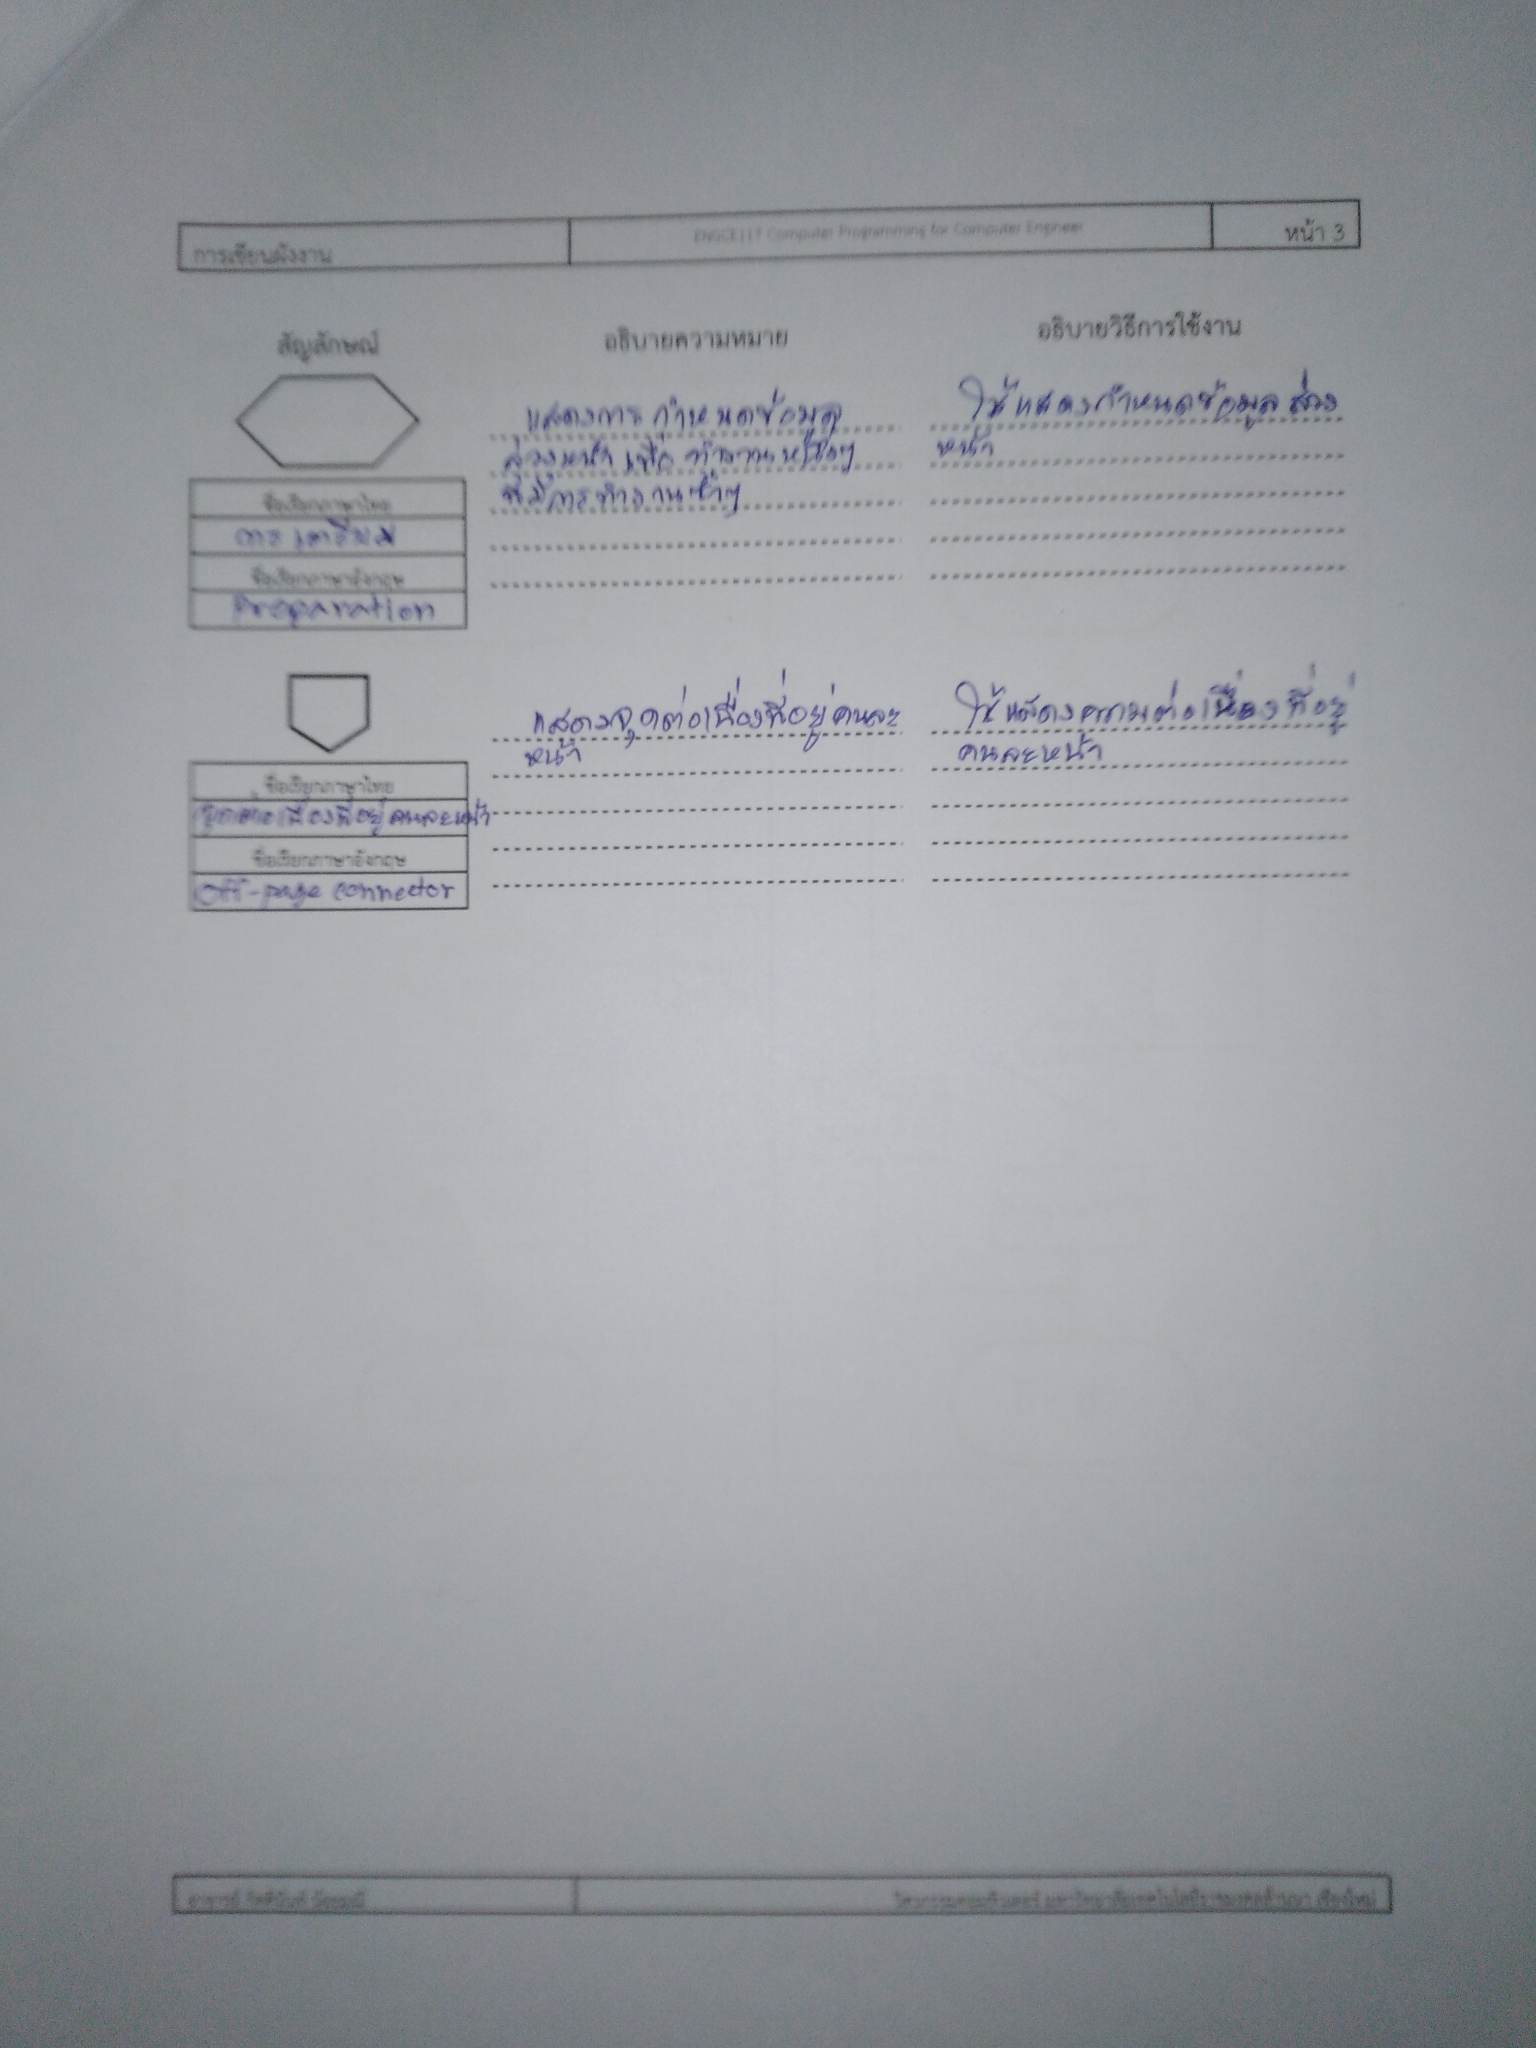 การเขียนผังงาน
ENGCE117 Computer Programming for Computer Engineer
หน้า 3
สัญลักษณ์
อธิบายความหมาย
อธิบายวิธีการใช้งาน
ชื่อเรียกภาษาไทย
การเตรียม
ชื่อเรียกภาษาอังกฤษ
Preparation
แสดงการกำหนดข้อมูล
ล่วงหน้า เพื่อ ทำงานหนึ่งๆ
ที่มีการทำงานซ้ำๆ
ใช้แสดงกำหนดข้อมูล ล่วง
หน้า
ชื่อเรียกภาษาไทย
จุดต่อเนื่องที่อยู่คนละหน้า
ชื่อเรียกภาษาอังกฤษ
Off-page connector
แสดงจุดต่อเนื่องที่อยู่คนละ
หน้า
ใช้แสดงความต่อเนื่องที่อยู่
คนละหน้า
อาจารย์
วิศวกรรมคอมพิวเตอร์ มหาวิทยาลัยเทคโนโลยีราชมงคลล้านนา เชียงใหม่